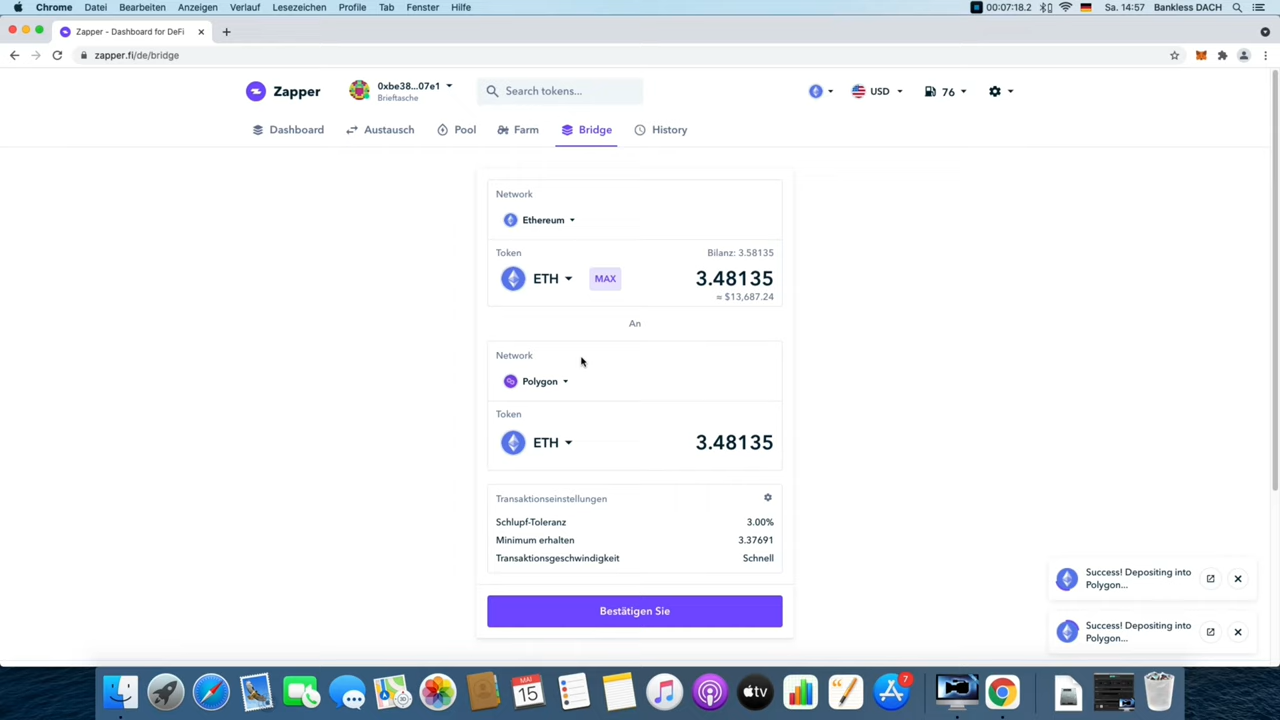 Chrome Datei Bearbeiten Anzeigen Verlauf Lesezeichen Profile Tab Fenster Hilfe 00:07:18.2 Sa. 14:57 Bankless DACH
Zapper - Dashboard for DeFi
zapper.fi/de/bridge
Zapper
0xbe38...07e1
Brieftasche
Search tokens...
USD
76
Dashboard Austausch Pool Farm Bridge History
Network
Ethereum
Token Bilanz: 3.58135
ETH MAX 3.48135
≈ $13,687.24
An
Network
Polygon
Token
ETH 3.48135
Transaktionseinstellungen
Schlupf-Toleranz 3.00%
Minimum erhalten 3.37691
Transaktionsgeschwindigkeit Schnell
Bestätigen Sie
Success! Depositing into
Polygon...
Success! Depositing into
Polygon...
MAI
15
tv
7